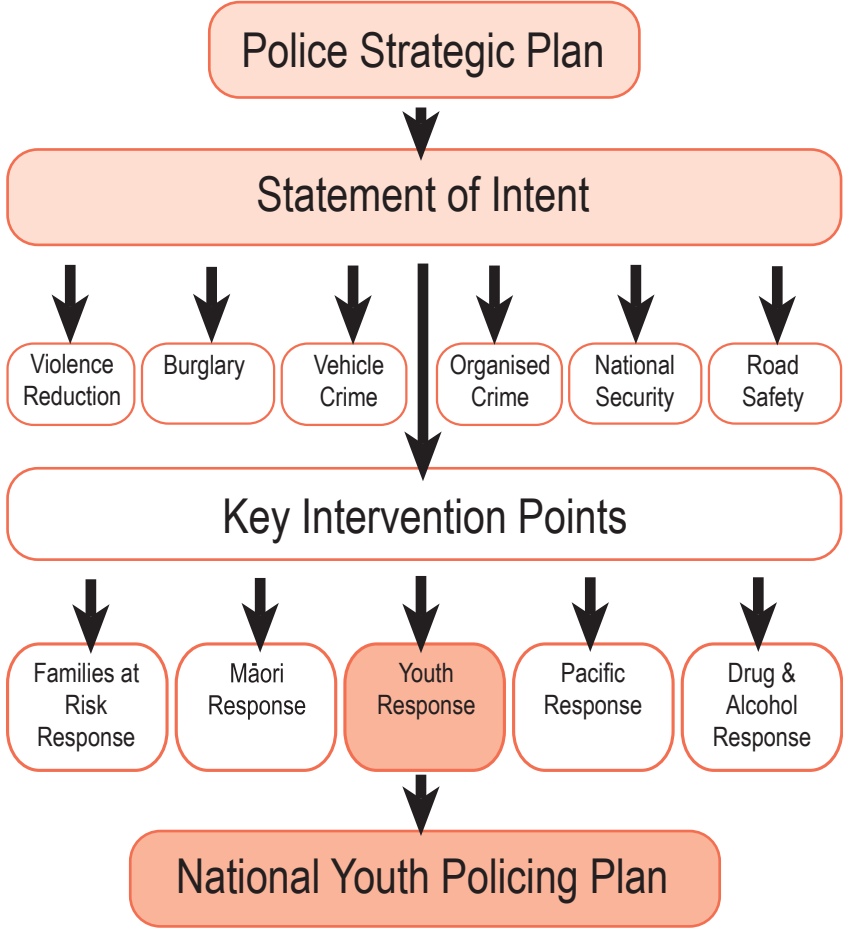 Police Strategic Plan
Statement of Intent
Violence
Reduction
Burglary
Vehicle
Crime
Organised
Crime
National
Security
Road
Safety
Key Intervention Points
Families at
Risk
Response
Māori
Response
Youth
Response
Pacific
Response
Drug &
Alcohol
Response
National Youth Policing Plan